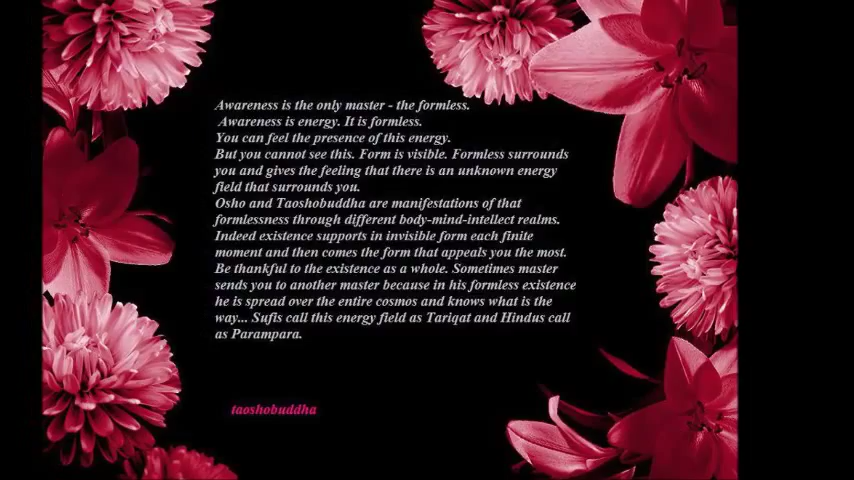 Awareness is the only master - the formless.
Awareness is energy. It is formless.
You can feel the presence of this energy.
But you cannot see this. Form is visible. Formless surrounds
you and gives the feeling that there is an unknown energy
field that surrounds you.
Osho and Taoshobuddha are manifestations of that
formlessness through different body-mind-intellect realms.
Indeed existence supports in invisible form each finite
moment and then comes the form that appeals you the most.
Be thankful to the existence as a whole. Sometimes master
sends you to another master because in his formless existence
he is spread over the entire cosmos and knows what is the
way... Sufis call this energy field as Tariqat and Hindus call
as Parampara.
taoshobuddha